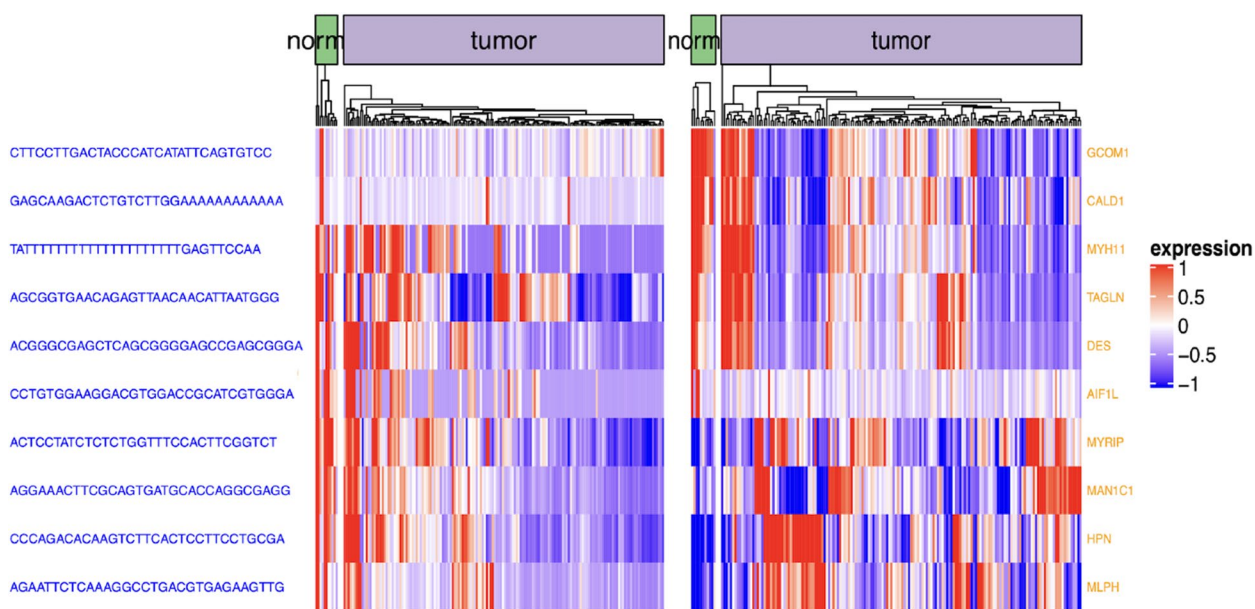 norm tumor norm tumor
CTTCCTTGACTACCCATCATATTCAGTGTCC GCOM1
GAGCAAGACTCTGTCTTGGAAAAAAAAAAAA CALD1
TATTTTTTTTTTTTTTTTTTTTGAGTTCCAA MYH11
AGCGGTGAACAGAGTTAACAACATTAATGGG TAGLN
ACGGGCGAGCTCAGCGGGGAGCCGAGCGGGA DES
CCTGTGGAAGGACGTGGACCGCATCGTGGGA AIF1L
ACTCCTATCTCTCTGGTTTCCACTTCGGTCT MYRIP
AGGAAACTTCGCAGTGATGCACCAGGCGAGG MAN1C1
CCCAGACACAAGTCTTCACTCCTTCCTGCGA HPN
AGAATTCTCAAAGGCCTGACGTGAGAAGTTG MLPH
expression
1
0.5
0
−0.5
−1